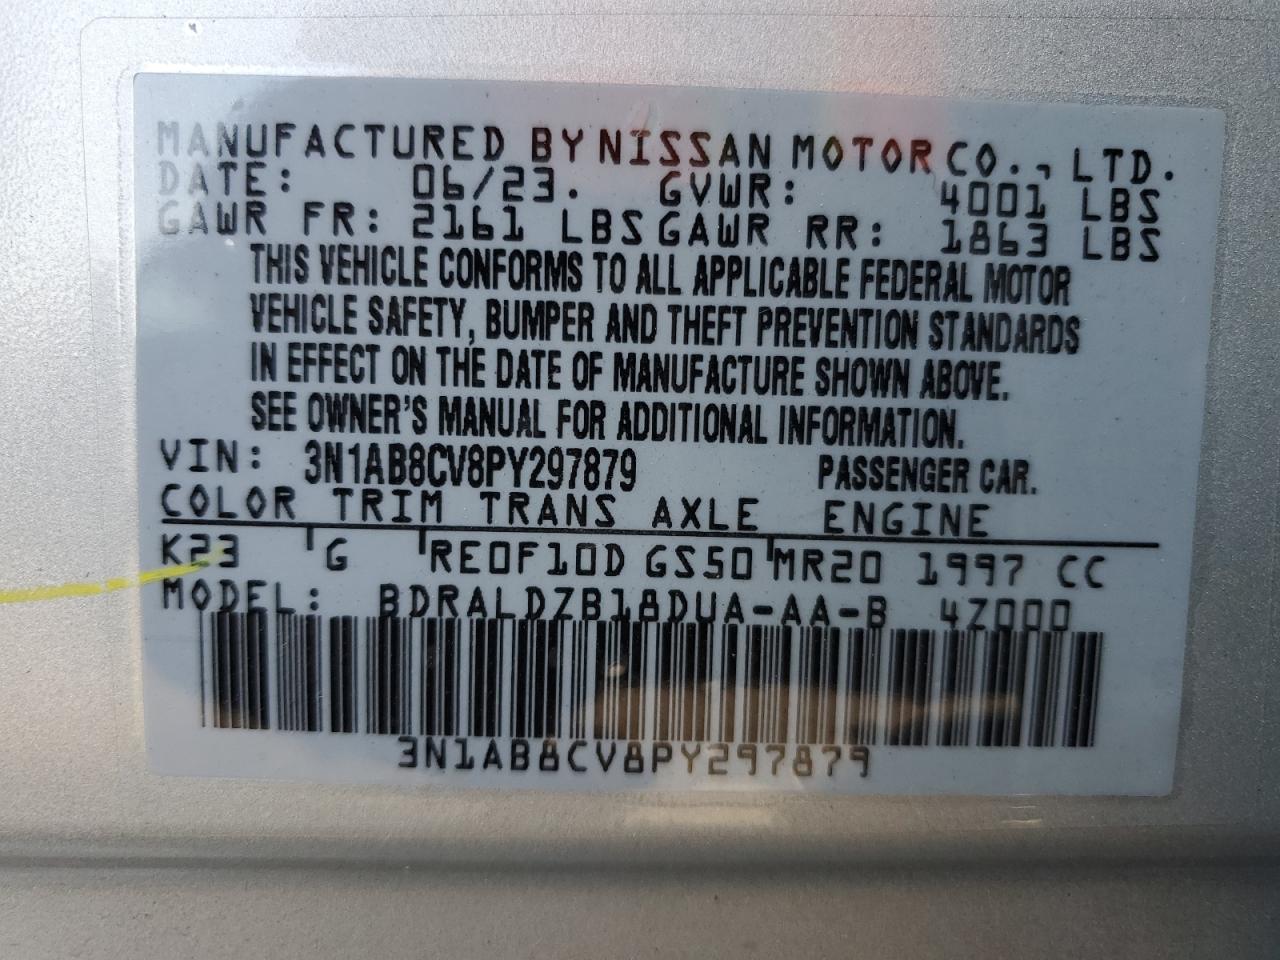 MANUFACTURED BY NISSAN MOTOR CO., LTD.
DATE: 06/23. GVWR: 4001 LBS
GAWR FR: 2161 LBS GAWR RR: 1863 LBS
THIS VEHICLE CONFORMS TO ALL APPLICABLE FEDERAL MOTOR
VEHICLE SAFETY, BUMPER AND THEFT PREVENTION STANDARDS
IN EFFECT ON THE DATE OF MANUFACTURE SHOWN ABOVE.
SEE OWNER'S MANUAL FOR ADDITIONAL INFORMATION.
VIN: 3N1AB8CV8PY297879 PASSENGER CAR.
COLOR TRIM TRANS AXLE ENGINE
K23 G RE0F10D GS50 MR20 1997 CC
MODEL: BDRALDZB18DUA-AA-B 4Z000
3N1AB8CV8PY297879